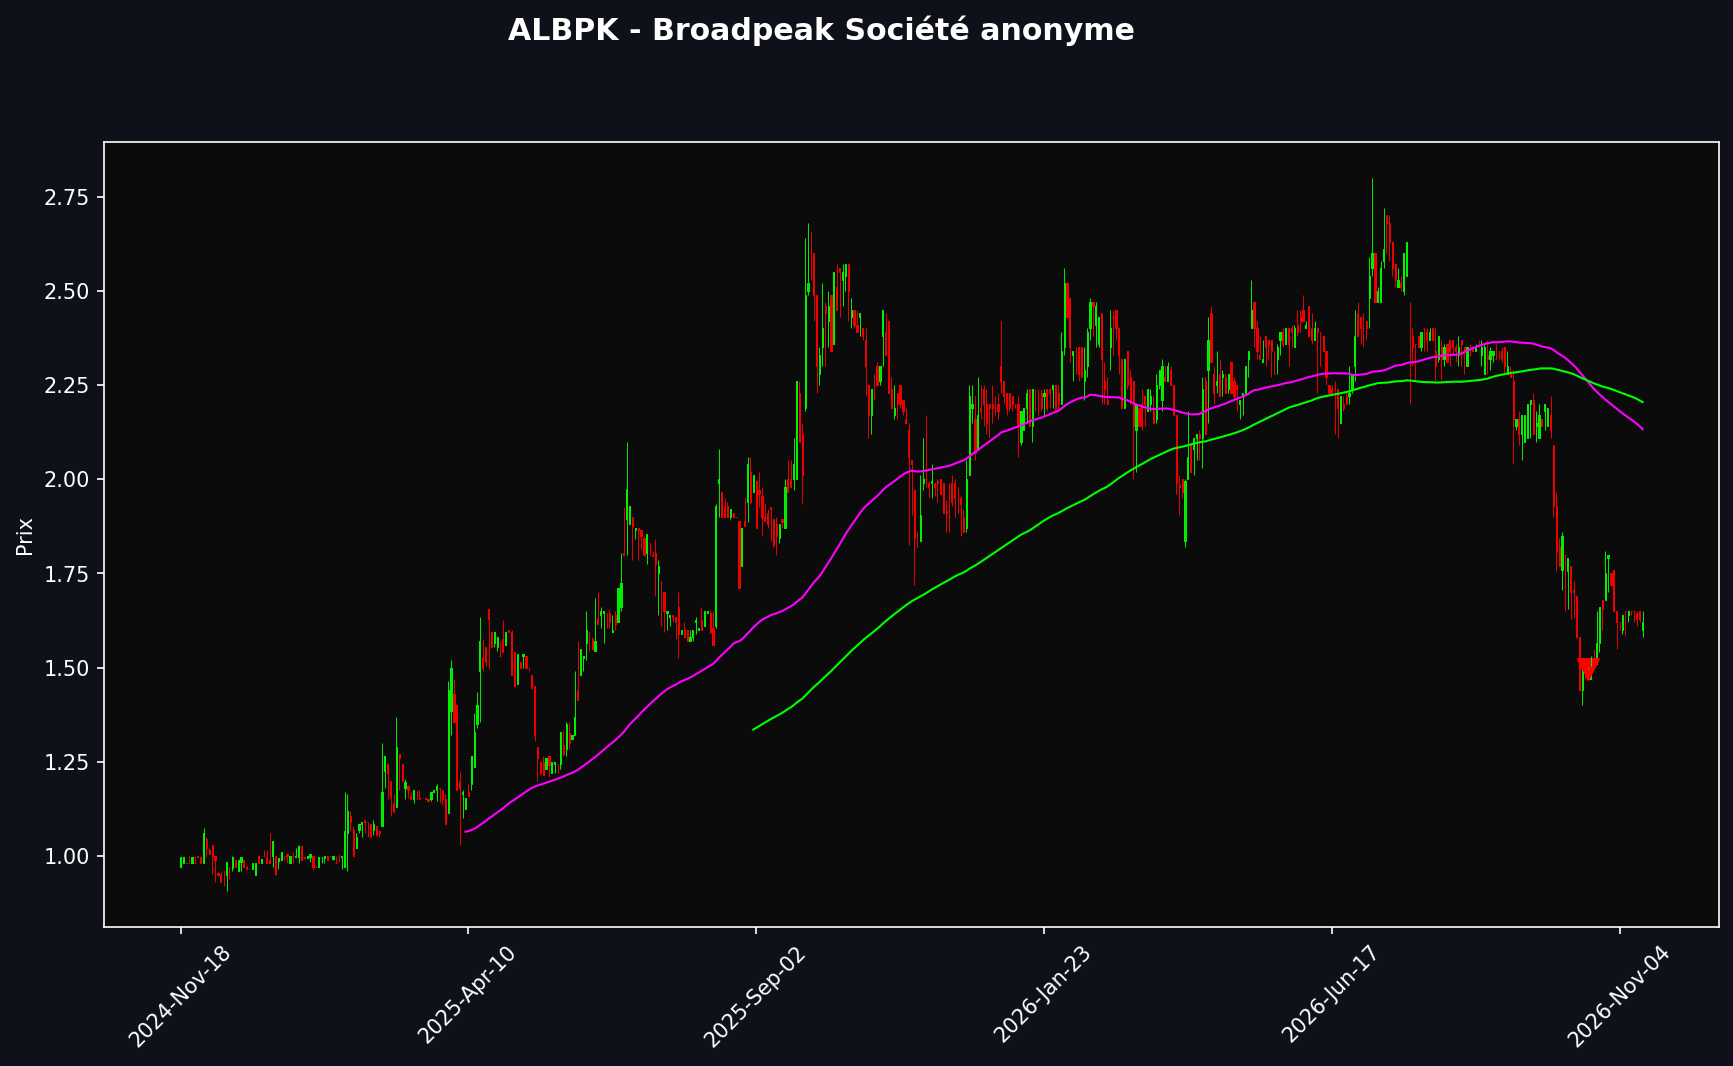 ALBPK - Broadpeak Société anonyme
Prix
2.75
2.50
2.25
2.00
1.75
1.50
1.25
1.00
2024-Nov-18
2025-Apr-10
2025-Sep-02
2026-Jan-23
2026-Jun-17
2026-Nov-04